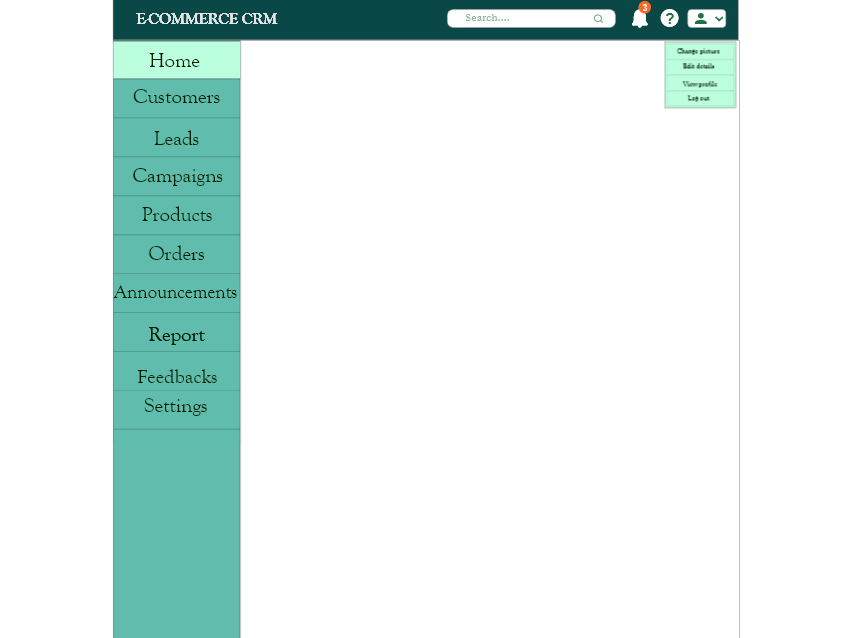 E-COMMERCE CRM
Search....
3
?
Change picture
Edit details
View profile
Log out
Home
Customers
Leads
Campaigns
Products
Orders
Announcements
Report
Feedbacks
Settings